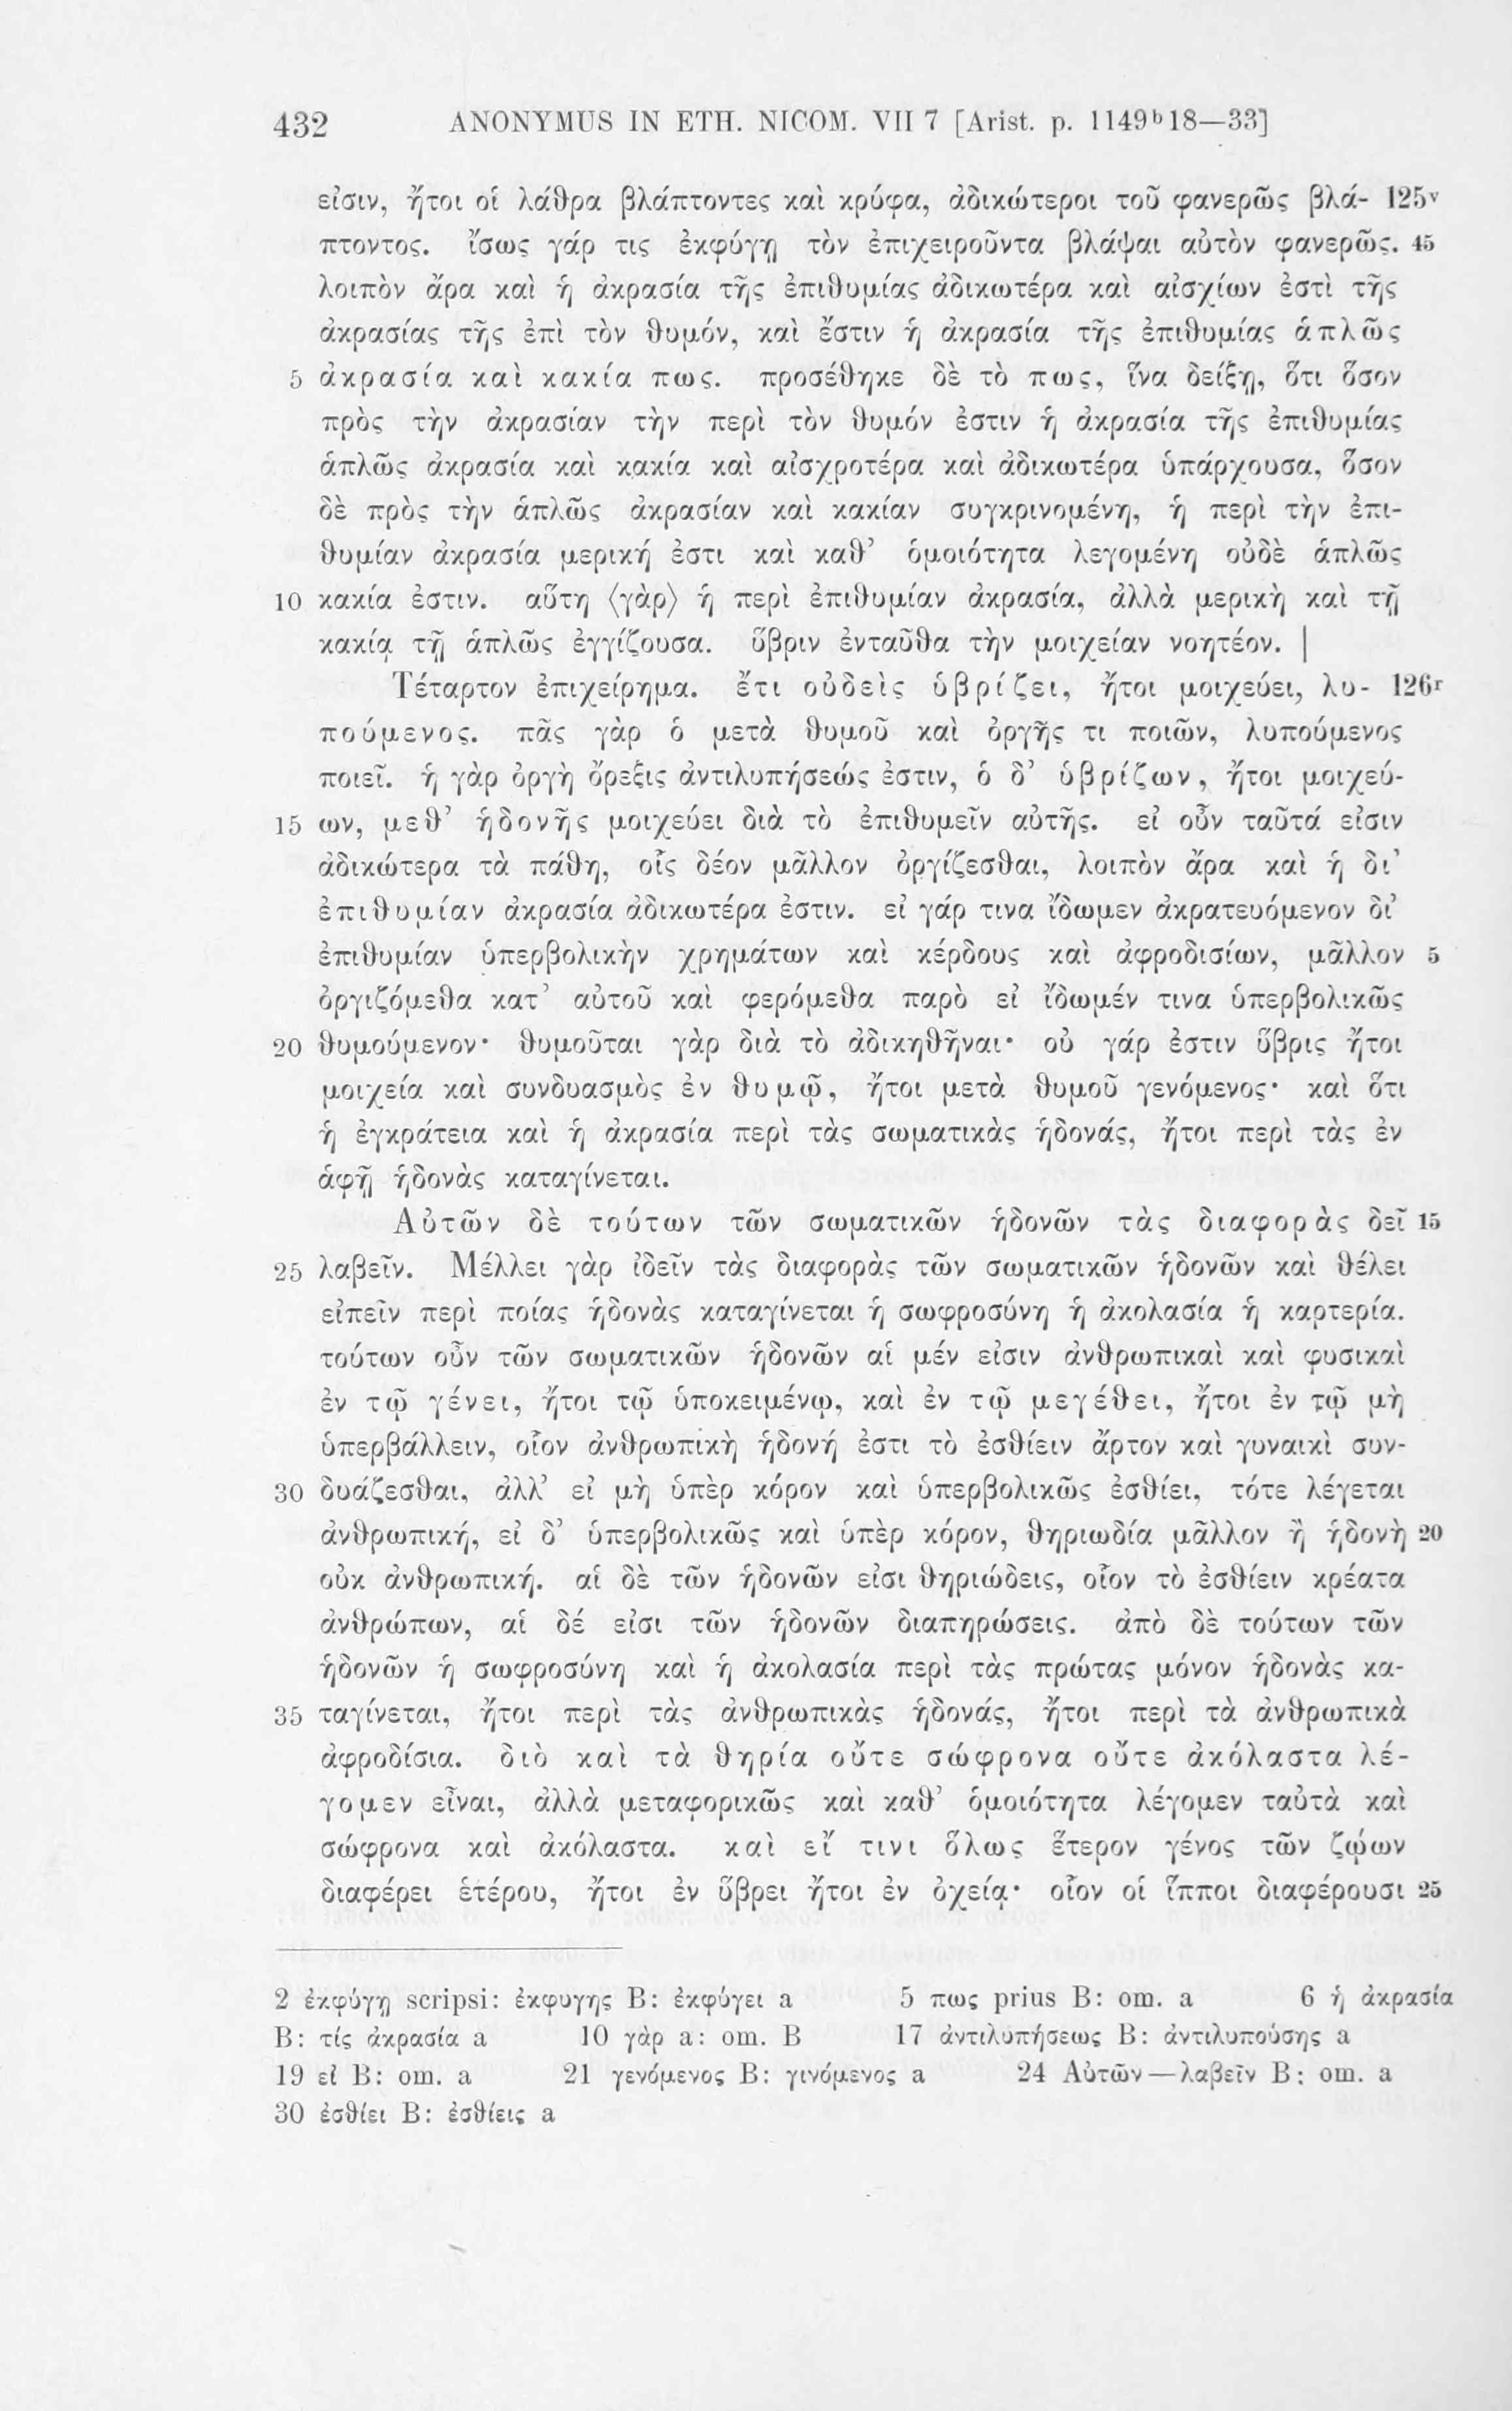 432 ANONYMUS IN ETH. NICOM. VII 7 [Arist. p. 1149ᵇ18—33]
εἰσιν, ἤτοι οἱ λάθρα βλάπτοντες καὶ κρύφα, ἀδικώτεροι τοῦ φανερῶς βλά- 125ᵛ
πτοντος. ἴσως γάρ τις ἐκφύγῃ τὸν ἐπιχειροῦντα βλάψαι αὐτὸν φανερῶς. 45
λοιπὸν ἄρα καὶ ἡ ἀκρασία τῆς ἐπιθυμίας ἀδικωτέρα καὶ αἰσχίων ἐστὶ τῆς
ἀκρασίας τῆς ἐπὶ τὸν θυμόν, καὶ ἔστιν ἡ ἀκρασία τῆς ἐπιθυμίας ἁπλῶς
5 ἀκρασία καὶ κακία πως. προσέθηκε δὲ τὸ πως, ἵνα δείξῃ, ὅτι ὅσον
πρὸς τὴν ἀκρασίαν τὴν περὶ τὸν θυμόν ἐστιν ἡ ἀκρασία τῆς ἐπιθυμίας
ἁπλῶς ἀκρασία καὶ κακία καὶ αἰσχροτέρα καὶ ἀδικωτέρα ὑπάρχουσα, ὅσον
δὲ πρὸς τὴν ἁπλῶς ἀκρασίαν καὶ κακίαν συγκρινομένη, ἡ περὶ τὴν ἐπι-
θυμίαν ἀκρασία μερική ἐστι καὶ καθ’ ὁμοιότητα λεγομένη οὐδὲ ἁπλῶς
10 κακία ἐστιν. αὕτη ⟨γὰρ⟩ ἡ περὶ ἐπιθυμίαν ἀκρασία, ἀλλὰ μερικὴ καὶ τῇ
κακίᾳ τῇ ἁπλῶς ἐγγίζουσα. ὕβριν ἐνταῦθα τὴν μοιχείαν νοητέον. |
Τέταρτον ἐπιχείρημα. ἔτι οὐδεὶς ὑβρίζει, ἤτοι μοιχεύει, λυ- 126ʳ
πούμενος. πᾶς γὰρ ὁ μετὰ θυμοῦ καὶ ὀργῆς τι ποιῶν, λυπούμενος
ποιεῖ. ἡ γὰρ ὀργὴ ὄρεξις ἀντιλυπήσεώς ἐστιν, ὁ δ’ ὑβρίζων, ἤτοι μοιχεύ-
15 ων, μεθ’ ἡδονῆς μοιχεύει διὰ τὸ ἐπιθυμεῖν αὐτῆς. εἰ οὖν ταῦτά εἰσιν
ἀδικώτερα τὰ πάθη, οἷς δέον μᾶλλον ὀργίζεσθαι, λοιπὸν ἄρα καὶ ἡ δι’
ἐπιθυμίαν ἀκρασία ἀδικωτέρα ἐστιν. εἰ γάρ τινα ἴδωμεν ἀκρατευόμενον δι’
ἐπιθυμίαν ὑπερβολικὴν χρημάτων καὶ κέρδους καὶ ἀφροδισίων, μᾶλλον 5
ὀργιζόμεθα κατ’ αὐτοῦ καὶ φερόμεθα παρὸ εἰ ἴδωμέν τινα ὑπερβολικῶς
20 θυμούμενον· θυμοῦται γὰρ διὰ τὸ ἀδικηθῆναι· οὐ γάρ ἐστιν ὕβρις ἤτοι
μοιχεία καὶ συνδυασμὸς ἐν θυμῷ, ἤτοι μετὰ θυμοῦ γενόμενος· καὶ ὅτι
ἡ ἐγκράτεια καὶ ἡ ἀκρασία περὶ τὰς σωματικὰς ἡδονάς, ἤτοι περὶ τὰς ἐν
ἁφῇ ἡδονὰς καταγίνεται.
Αὐτῶν δὲ τούτων τῶν σωματικῶν ἡδονῶν τὰς διαφορὰς δεῖ 15
25 λαβεῖν. Μέλλει γὰρ ἰδεῖν τὰς διαφορὰς τῶν σωματικῶν ἡδονῶν καὶ θέλει
εἰπεῖν περὶ ποίας ἡδονὰς καταγίνεται ἡ σωφροσύνη ἡ ἀκολασία ἡ καρτερία.
τούτων οὖν τῶν σωματικῶν ἡδονῶν αἱ μέν εἰσιν ἀνθρωπικαὶ καὶ φυσικαὶ
ἐν τῷ γένει, ἤτοι τῷ ὑποκειμένῳ, καὶ ἐν τῷ μεγέθει, ἤτοι ἐν τῷ μὴ
ὑπερβάλλειν, οἷον ἀνθρωπικὴ ἡδονή ἐστι τὸ ἐσθίειν ἄρτον καὶ γυναικὶ συν-
30 δυάζεσθαι, ἀλλ’ εἰ μὴ ὑπὲρ κόρον καὶ ὑπερβολικῶς ἐσθίει, τότε λέγεται
ἀνθρωπική, εἰ δ’ ὑπερβολικῶς καὶ ὑπὲρ κόρον, θηριωδία μᾶλλον ἢ ἡδονὴ 20
οὐκ ἀνθρωπική. αἱ δὲ τῶν ἡδονῶν εἰσι θηριώδεις, οἷον τὸ ἐσθίειν κρέατα
ἀνθρώπων, αἱ δέ εἰσι τῶν ἡδονῶν διαπηρώσεις. ἀπὸ δὲ τούτων τῶν
ἡδονῶν ἡ σωφροσύνη καὶ ἡ ἀκολασία περὶ τὰς πρώτας μόνον ἡδονὰς κα-
35 ταγίνεται, ἤτοι περὶ τὰς ἀνθρωπικὰς ἡδονάς, ἤτοι περὶ τὰ ἀνθρωπικὰ
ἀφροδίσια. διὸ καὶ τὰ θηρία οὔτε σώφρονα οὔτε ἀκόλαστα λέ-
γομεν εἶναι, ἀλλὰ μεταφορικῶς καὶ καθ’ ὁμοιότητα λέγομεν ταὐτὰ καὶ
σώφρονα καὶ ἀκόλαστα. καὶ εἴ τινι ὅλως ἕτερον γένος τῶν ζῴων
διαφέρει ἑτέρου, ἤτοι ἐν ὕβρει ἤτοι ἐν ὀχείᾳ· οἷον οἱ ἵπποι διαφέρουσι 25
2 ἐκφύγῃ scripsi: ἐκφυγης B: ἐκφύγει a 5 πως prius B: om. a 6 ἡ ἀκρασία
B: τίς ἀκρασία a 10 γὰρ a: om. B 17 ἀντιλυπήσεως B: ἀντιλυπούσης a
19 εἰ B: om. a 21 γενόμενος B: γινόμενος a 24 Αὐτῶν—λαβεῖν B: om. a
30 ἐσθίει B: ἐσθίεις a